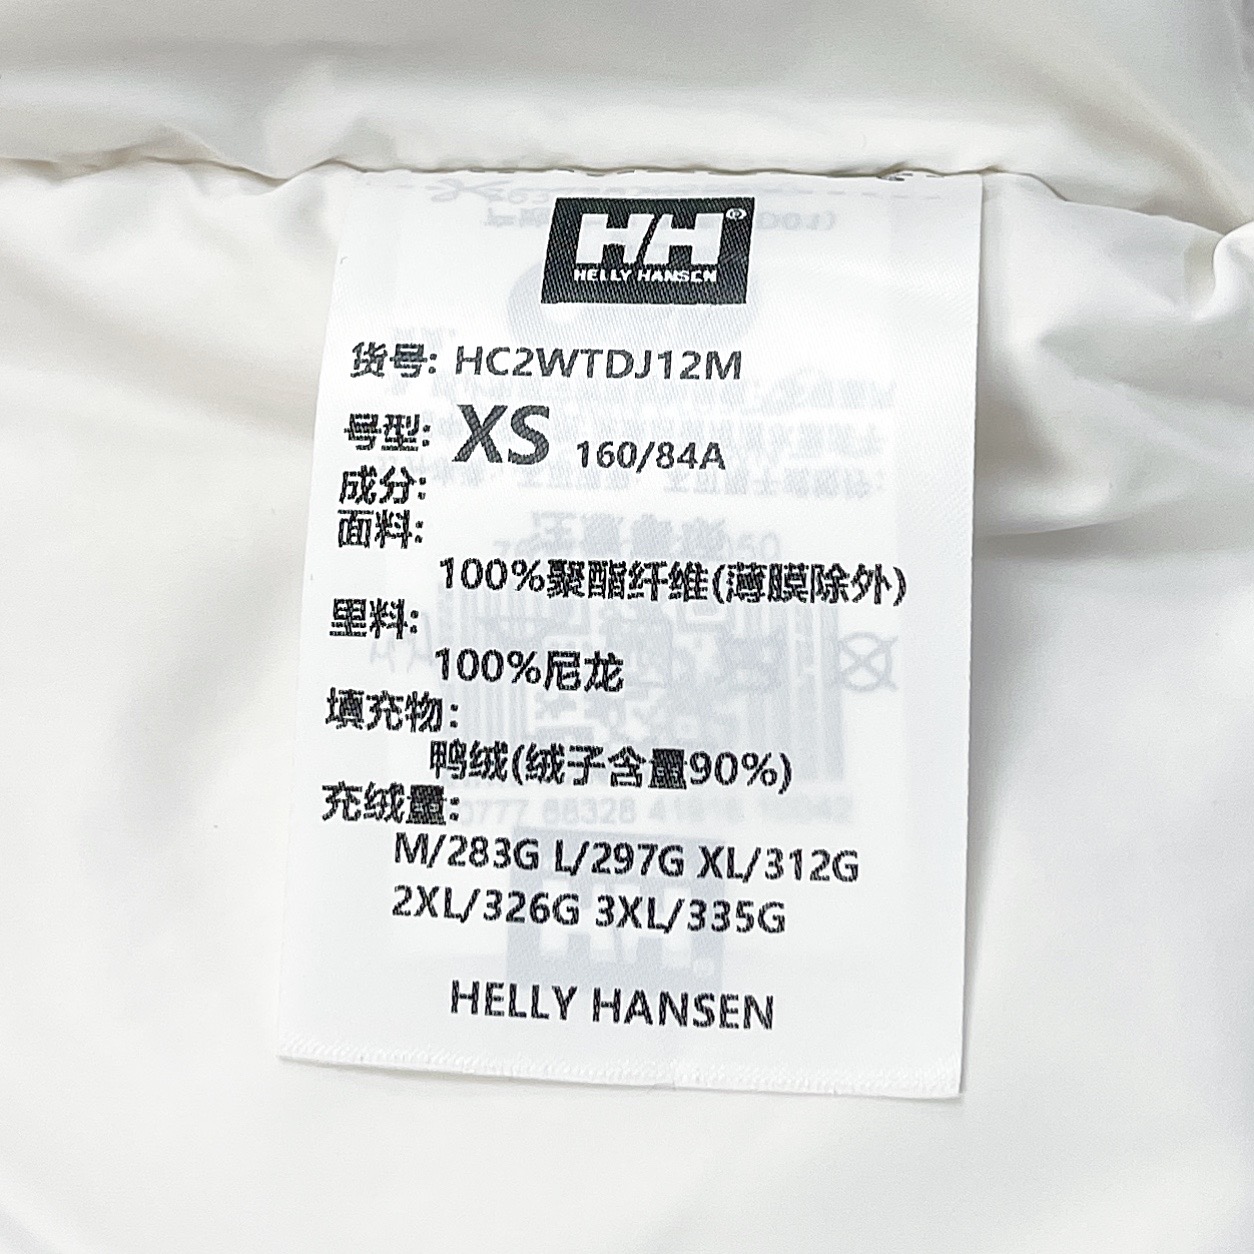 HH®
HELLY HANSEN
货号: HC2WTDJ12M
号型: XS 160/84A
成分:
面料:
100%聚酯纤维(薄膜除外)
里料:
100%尼龙
填充物:
鸭绒(绒子含量90%)
充绒量:
M/283G L/297G XL/312G
2XL/326G 3XL/335G
HELLY HANSEN